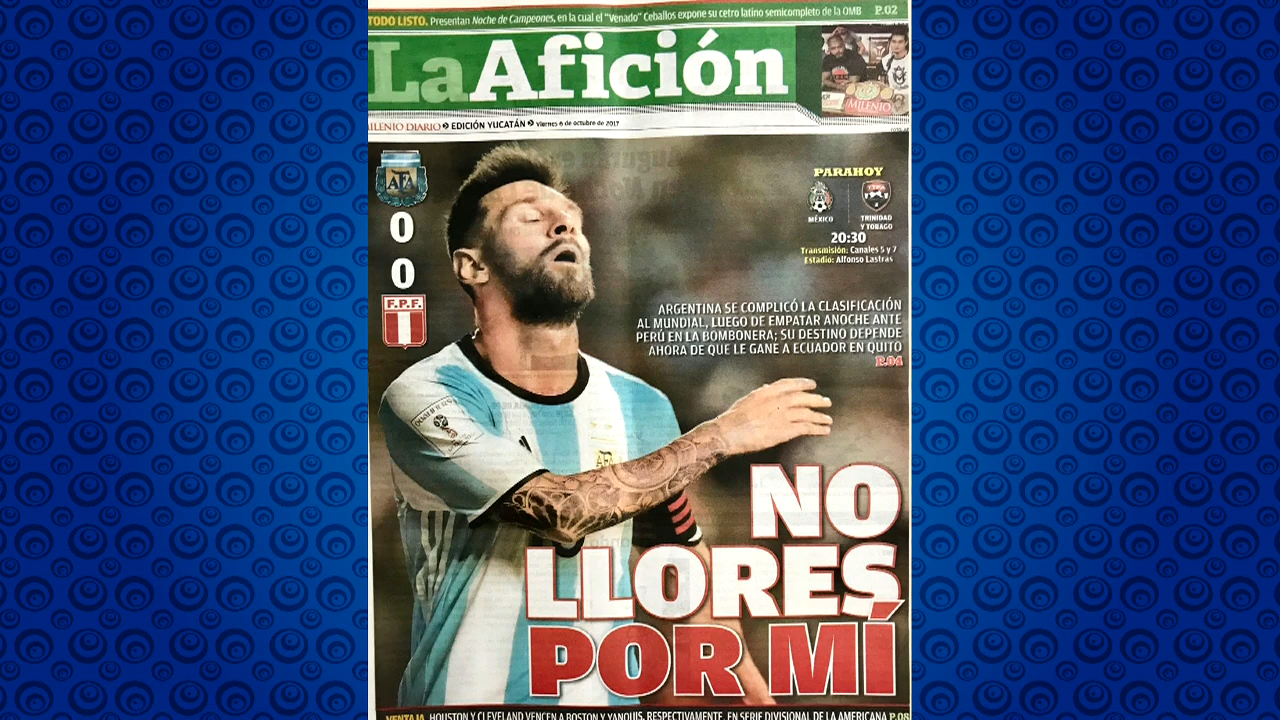 TODO LISTO. Presentan Noche de Campeones, en la cual el "Venado" Ceballos expone su cetro latino semicompleto de la OMB P.02
LaAfición
MILENIO
MILENIO DIARIO EDICIÓN YUCATÁN Viernes 6 de octubre de 2017
AFA
0
0
F.P.F.
PARA HOY
MÉXICO
TRINIDAD
Y TOBAGO
20:30
Transmisión: Canales 5 y 7
Estadio: Alfonso Lastras
ARGENTINA SE COMPLICÓ LA CLASIFICACIÓN
AL MUNDIAL, LUEGO DE EMPATAR ANOCHE ANTE
PERÚ EN LA BOMBONERA; SU DESTINO DEPENDE
AHORA DE QUE LE GANE A ECUADOR EN QUITO
P.04
AFA
NO
LLORES
POR MÍ
VENTAJA. HOUSTON Y CLEVELAND VENCEN A BOSTON Y YANQUIS, RESPECTIVAMENTE, EN SERIE DIVISIONAL DE LA AMERICANA P.08